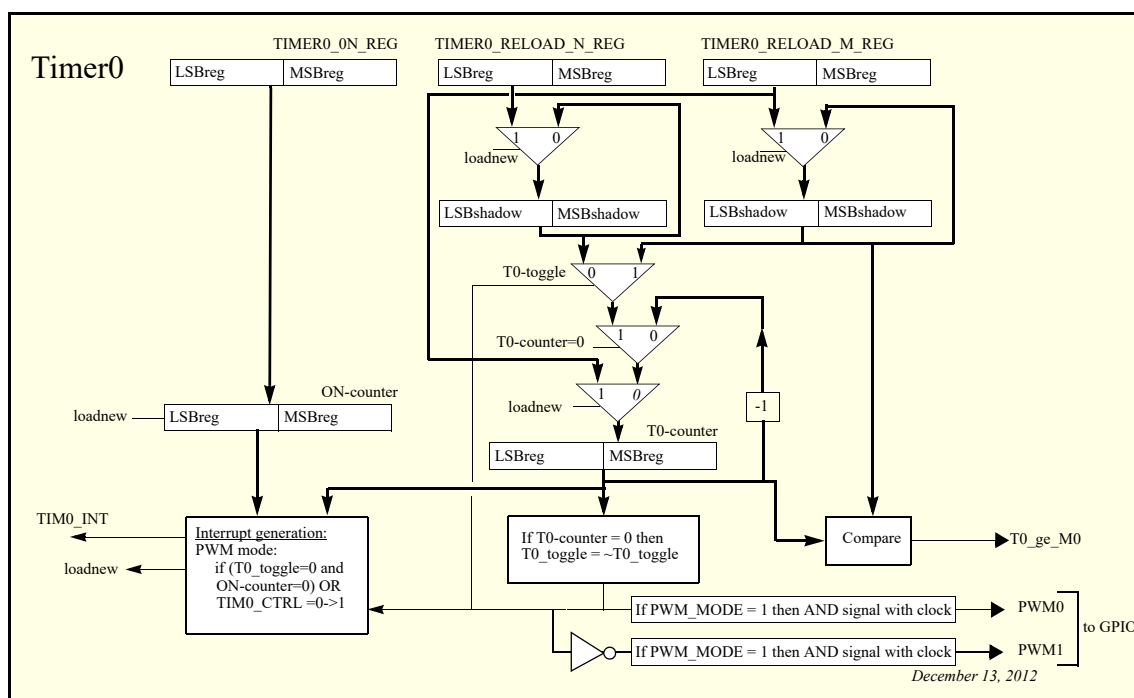 Timer0
TIMER0_0N_REG
TIMER0_RELOAD_N_REG
TIMER0_RELOAD_M_REG
LSBreg MSBreg
LSBreg MSBreg
LSBreg MSBreg
1 0
loadnew
1 0
loadnew
LSBshadow MSBshadow
LSBshadow MSBshadow
T0-toggle
0 1
T0-counter=0
1 0
ON-counter
loadnew
LSBreg MSBreg
loadnew
1 0
-1
T0-counter
LSBreg MSBreg
TIM0_INT
loadnew
Interrupt generation:
PWM mode:
if (T0_toggle=0 and
ON-counter=0) OR
TIM0_CTRL =0->1
If T0-counter = 0 then
T0_toggle = ~T0_toggle
Compare
T0_ge_M0
If PWM_MODE = 1 then AND signal with clock
PWM0
to GPIO
If PWM_MODE = 1 then AND signal with clock
PWM1
December 13, 2012